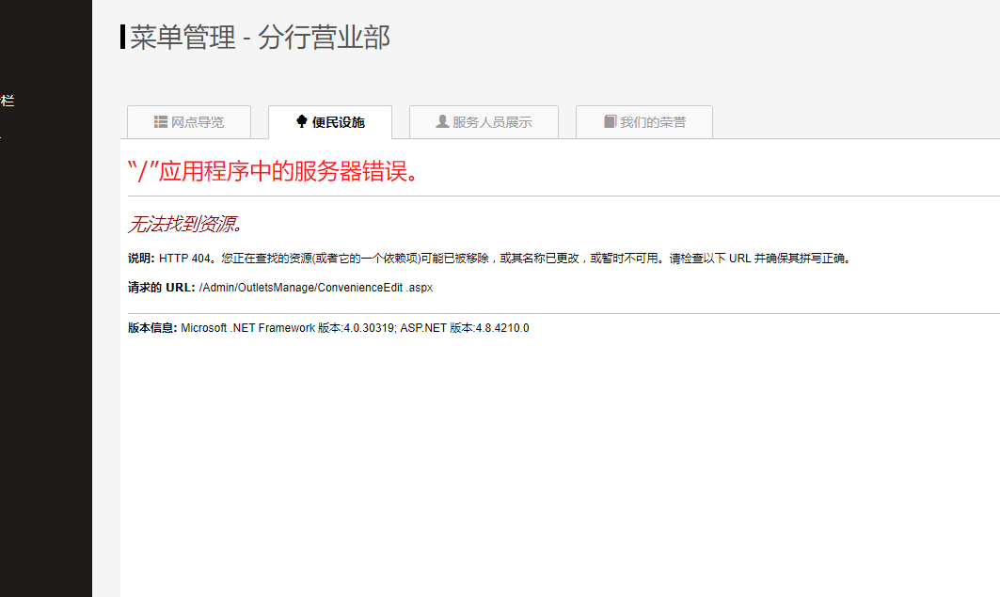 菜单管理 - 分行营业部
栏
网点导览 便民设施 服务人员展示 我们的荣誉
“/”应用程序中的服务器错误。
无法找到资源。
说明: HTTP 404。您正在查找的资源(或者它的一个依赖项)可能已被移除，或其名称已更改，或暂时不可用。请检查以下 URL 并确保其拼写正确。
请求的 URL: /Admin/OutletsManage/ConvenienceEdit .aspx
版本信息: Microsoft .NET Framework 版本:4.0.30319; ASP.NET 版本:4.8.4210.0